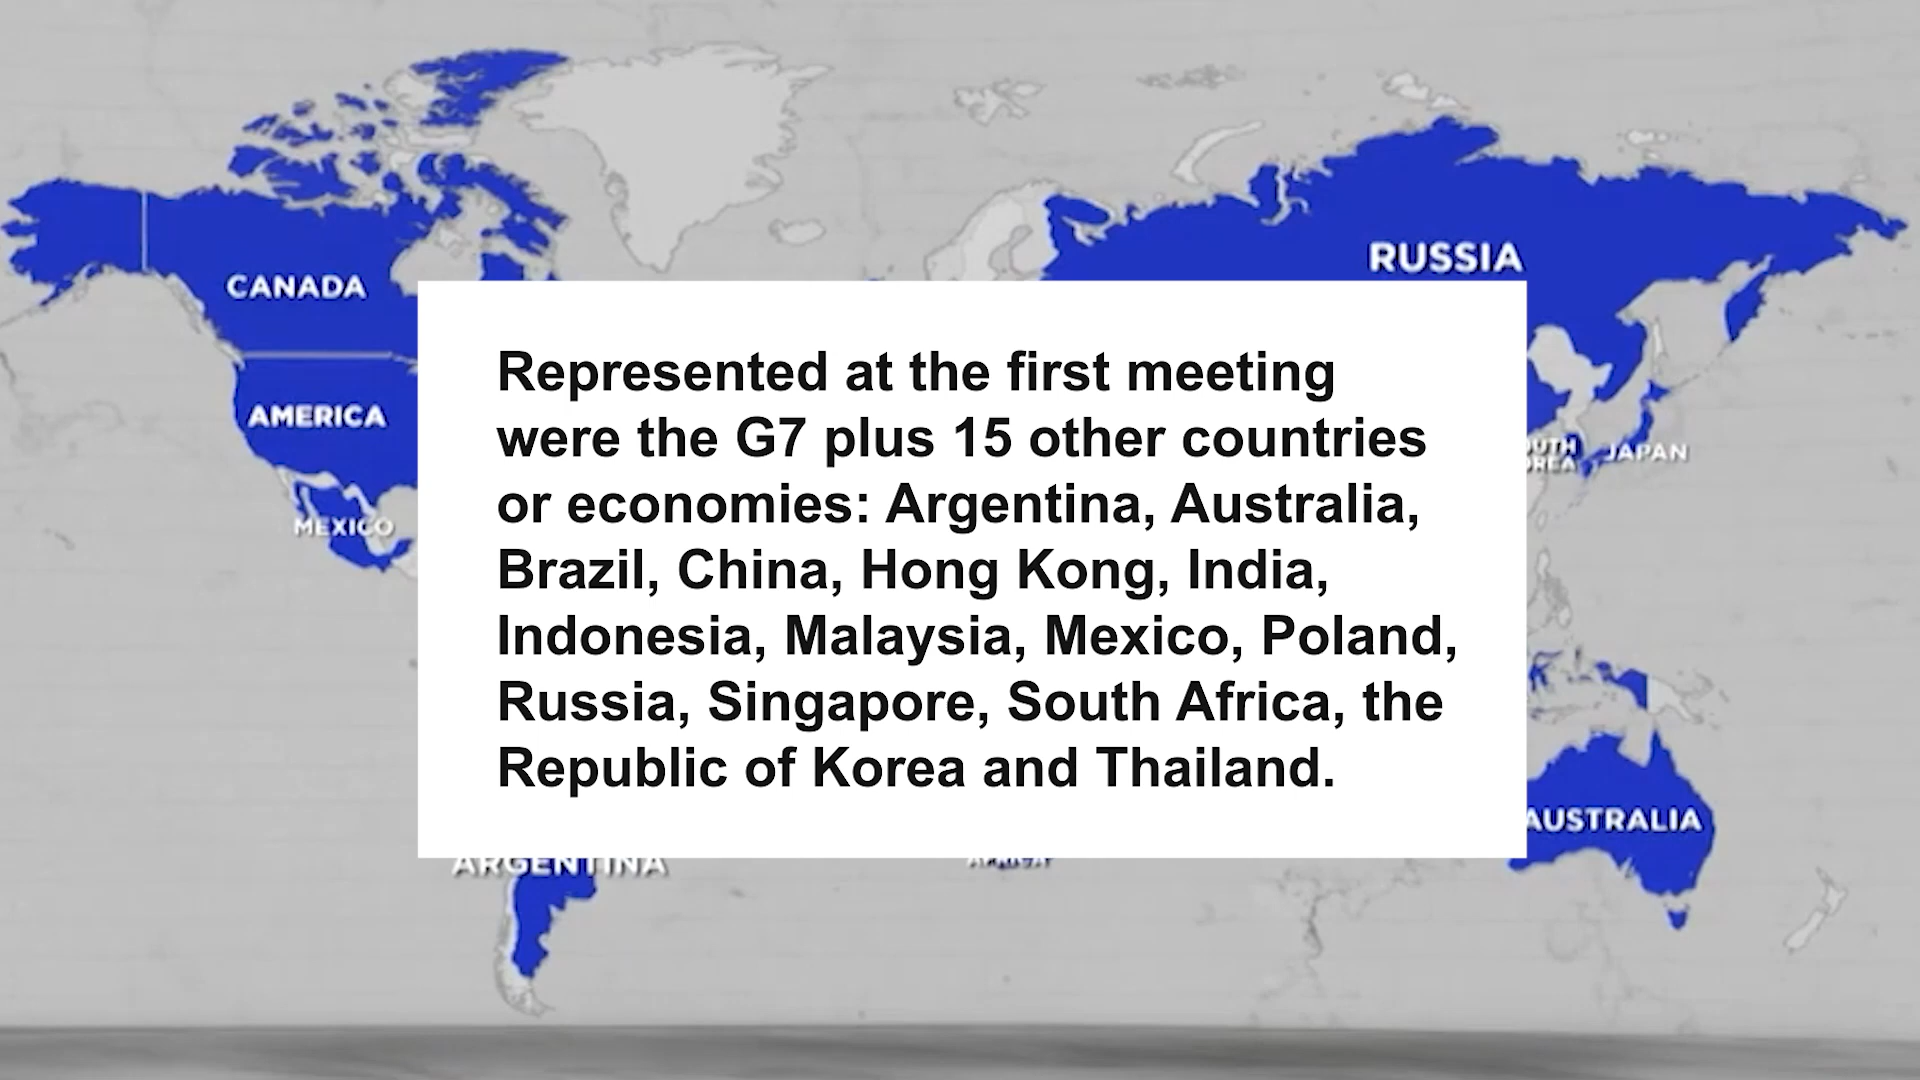 RUSSIA
CANADA
AMERICA
MEXICO
JAPAN
Represented at the first meeting
were the G7 plus 15 other countries
or economies: Argentina, Australia,
Brazil, China, Hong Kong, India,
Indonesia, Malaysia, Mexico, Poland,
Russia, Singapore, South Africa, the
Republic of Korea and Thailand.
AUSTRALIA
ARGENTINA